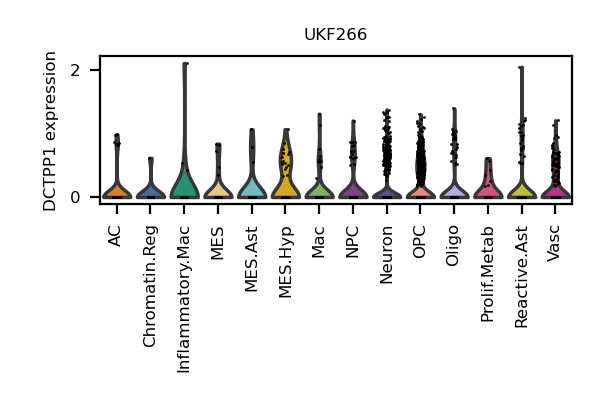 UKF266
DCTPP1 expression
2
0
AC
Chromatin.Reg
Inflammatory.Mac
MES
MES.Ast
MES.Hyp
Mac
NPC
Neuron
OPC
Oligo
Prolif.Metab
Reactive.Ast
Vasc